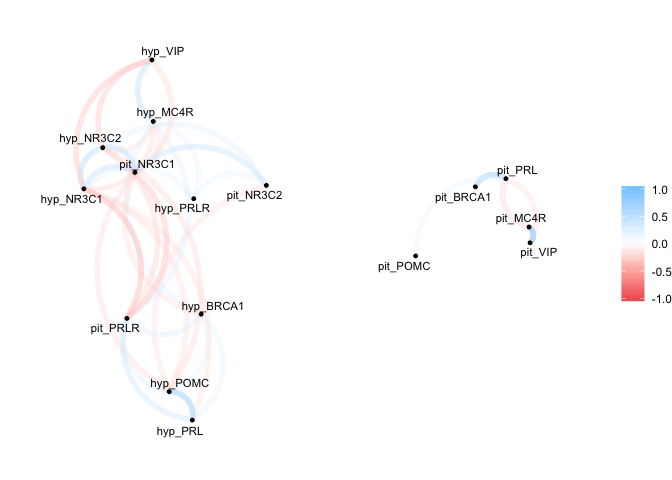 hyp_VIP
hyp_MC4R
hyp_NR3C2
pit_NR3C1
hyp_NR3C1
hyp_PRLR
pit_NR3C2
pit_PRL
pit_BRCA1
pit_MC4R
pit_VIP
pit_POMC
hyp_BRCA1
pit_PRLR
hyp_POMC
hyp_PRL
1.0
0.5
0.0
-0.5
-1.0